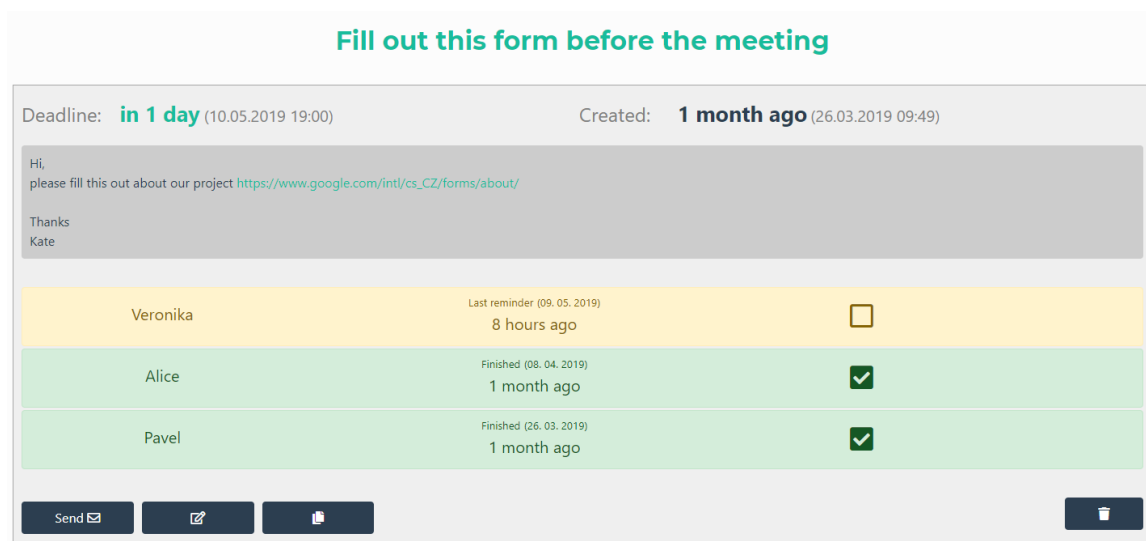 Fill out this form before the meeting
Deadline: in 1 day (10.05.2019 19:00) Created: 1 month ago (26.03.2019 09:49)
Hi,
please fill this out about our project https://www.google.com/intl/cs_CZ/forms/about/
Thanks
Kate
Last reminder (09. 05. 2019)
Veronika 8 hours ago
Finished (08. 04. 2019)
Alice 1 month ago
Finished (26. 03. 2019)
Pavel 1 month ago
Send